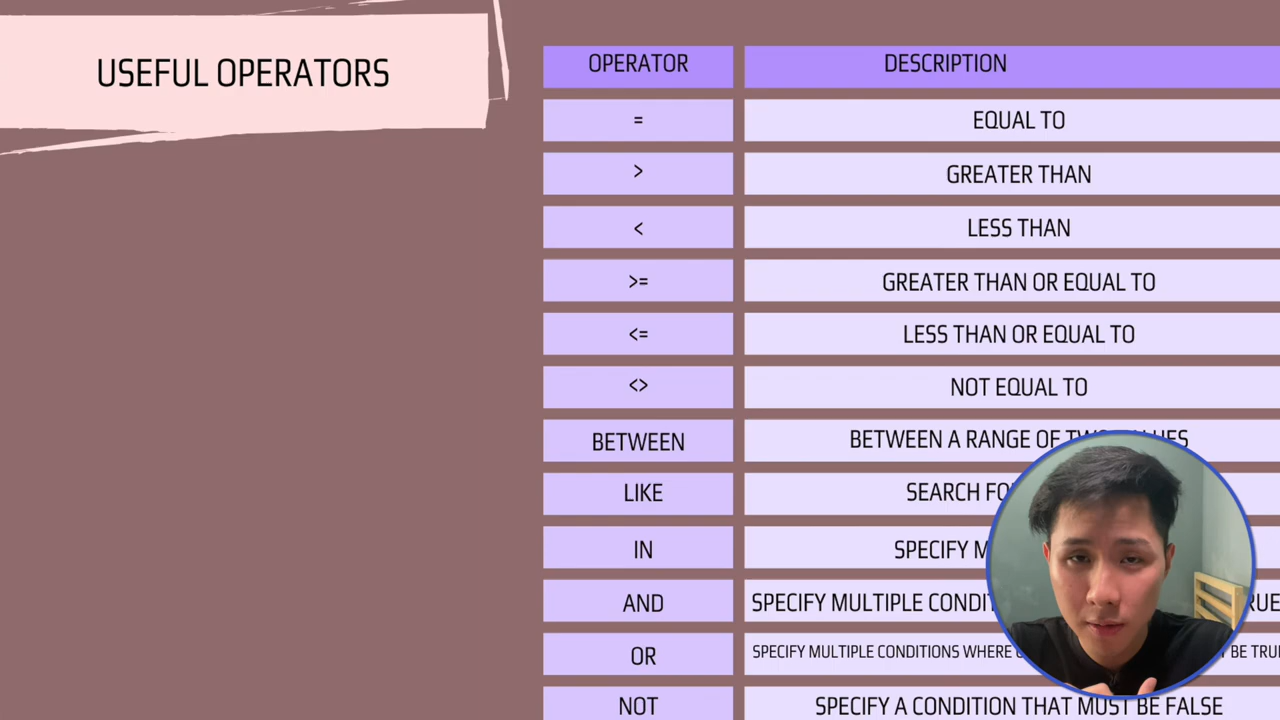 USEFUL OPERATORS
OPERATOR DESCRIPTION
= EQUAL TO
> GREATER THAN
< LESS THAN
>= GREATER THAN OR EQUAL TO
<= LESS THAN OR EQUAL TO
<> NOT EQUAL TO
BETWEEN BETWEEN A RANGE OF
LIKE SEARCH
IN SPECIFY
AND SPECIFY MULTIPLE
OR SPECIFY MULTIPLE CONDITIONS WHERE BE
NOT SPECIFY A CONDITION THAT MUST BE FALSE